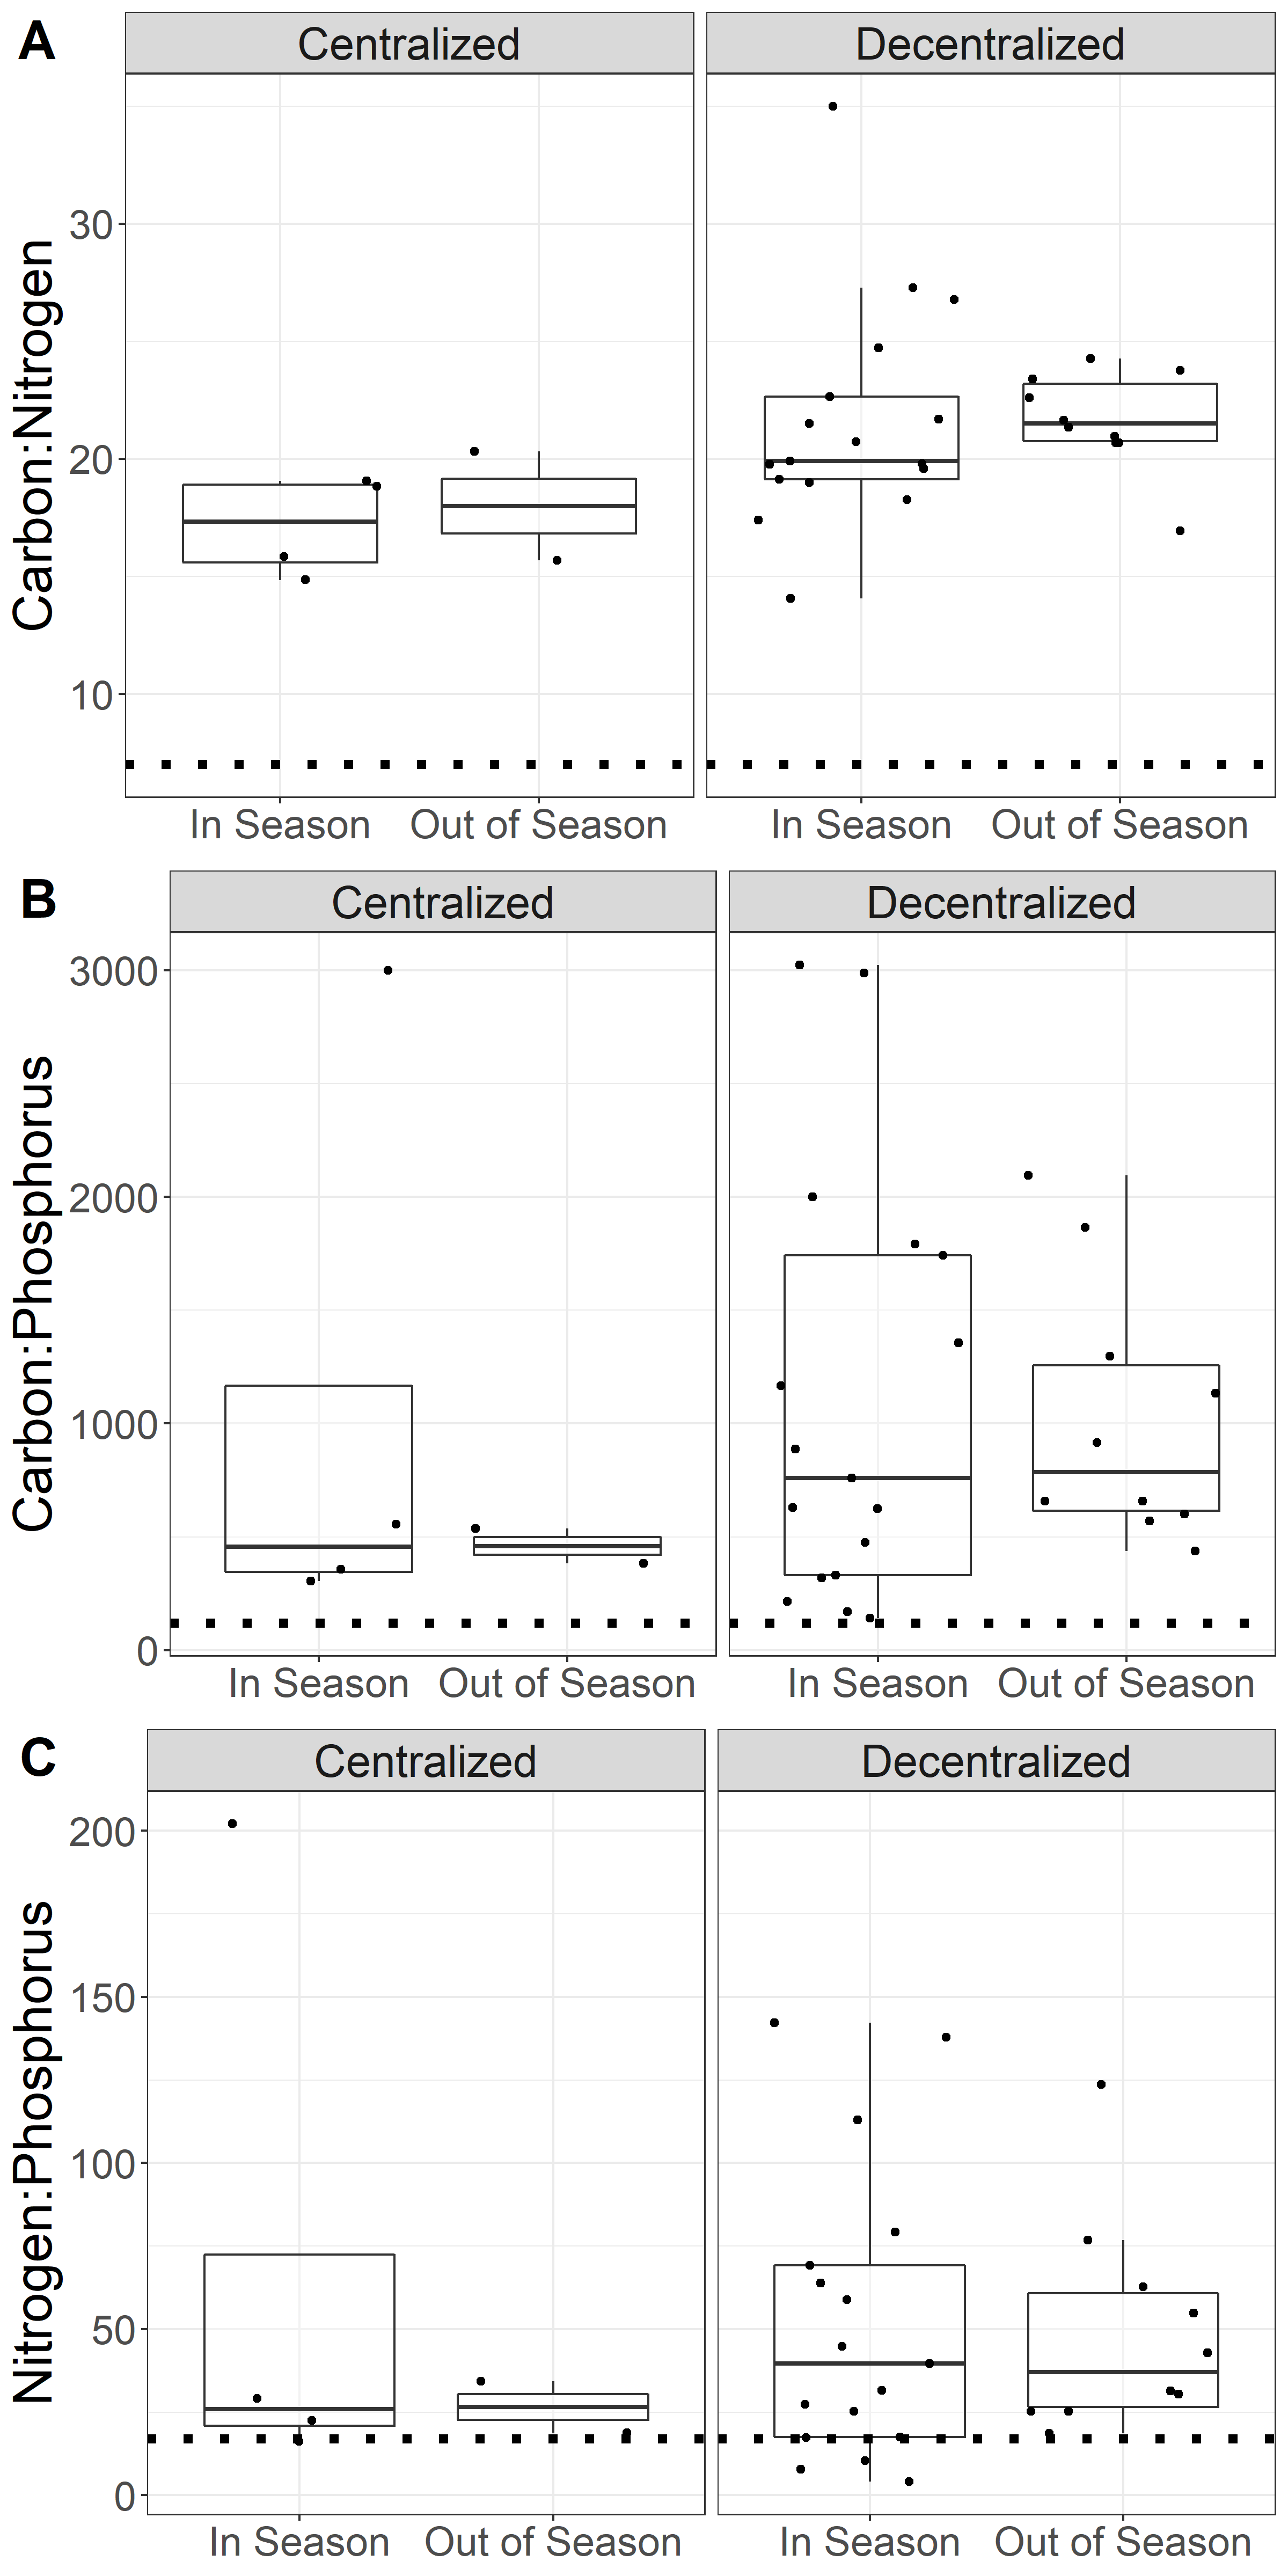 A
Centralized
Decentralized
Carbon:Nitrogen
30
20
10
In Season
Out of Season
In Season
Out of Season
B
Centralized
Decentralized
Carbon:Phosphorus
3000
2000
1000
0
In Season
Out of Season
In Season
Out of Season
C
Centralized
Decentralized
Nitrogen:Phosphorus
200
150
100
50
0
In Season
Out of Season
In Season
Out of Season